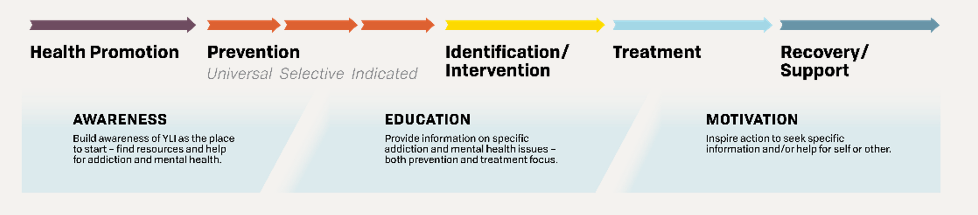 Health Promotion
Prevention
Universal Selective Indicated
Identification/
Intervention
Treatment
Recovery/
Support
AWARENESS
Build awareness of YLI as the place
to start – find resources and help
for addiction and mental health.
EDUCATION
Provide information on specific
addiction and mental health issues –
both prevention and treatment focus.
MOTIVATION
Inspire action to seek specific
information and/or help for self or other.